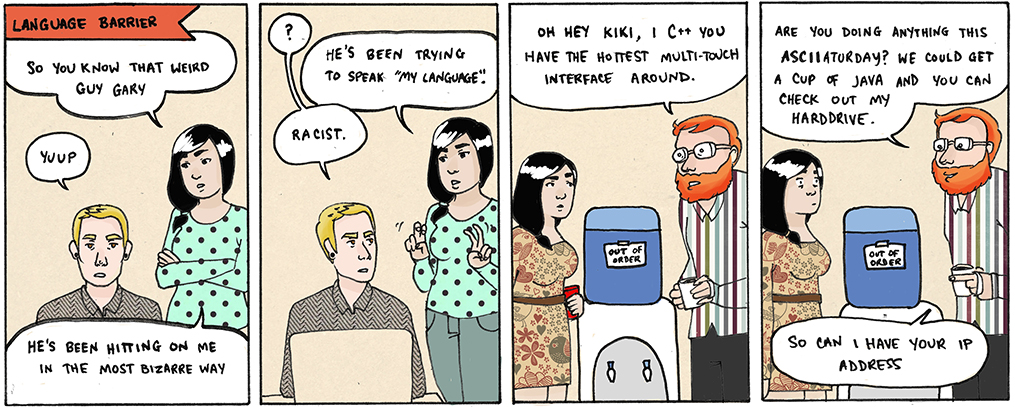 LANGUAGE BARRIER
SO YOU KNOW THAT WEIRD
GUY GARY
YUUP
HE'S BEEN HITTING ON ME
IN THE MOST BIZARRE WAY
?
HE'S BEEN TRYING
TO SPEAK "MY LANGUAGE".
RACIST.
OH HEY KIKI, I C++ YOU
HAVE THE HOTTEST MULTI-TOUCH
INTERFACE AROUND.
OUT OF
ORDER
ARE YOU DOING ANYTHING THIS
ASCIIATURDAY? WE COULD GET
A CUP OF JAVA AND YOU CAN
CHECK OUT MY
HARDDRIVE.
OUT OF
ORDER
SO CAN I HAVE YOUR IP
ADDRESS